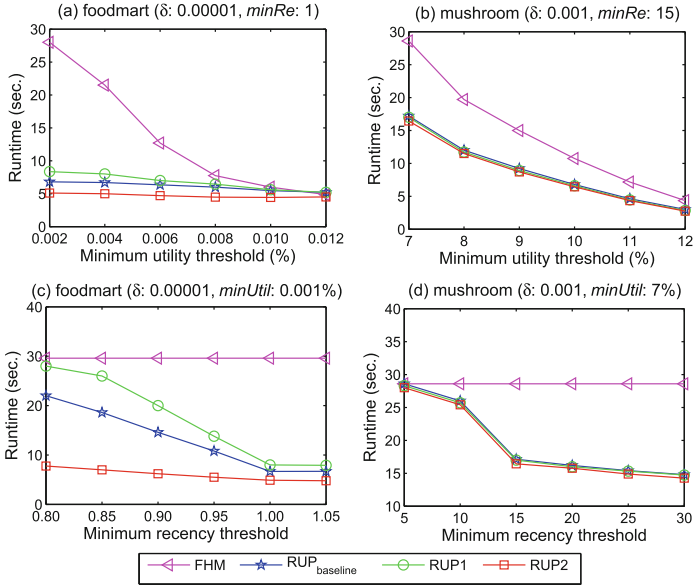 (a) foodmart (δ: 0.00001, minRe: 1)
(b) mushroom (δ: 0.001, minRe: 15)
Runtime (sec.)
30
25
20
15
10
5
0
0.002 0.004 0.006 0.008 0.010 0.012
Minimum utility threshold (%)
Runtime (sec.)
30
25
20
15
10
5
0
7 8 9 10 11 12
Minimum utility threshold (%)
(c) foodmart (δ: 0.00001, minUtil: 0.001%)
(d) mushroom (δ: 0.001, minUtil: 7%)
Runtime (sec.)
40
30
20
10
0
0.80 0.85 0.90 0.95 1.00 1.05
Minimum recency threshold
Runtime (sec.)
40
35
30
25
20
15
10
5 10 15 20 25 30
Minimum recency threshold
FHM RUPbaseline RUP1 RUP2